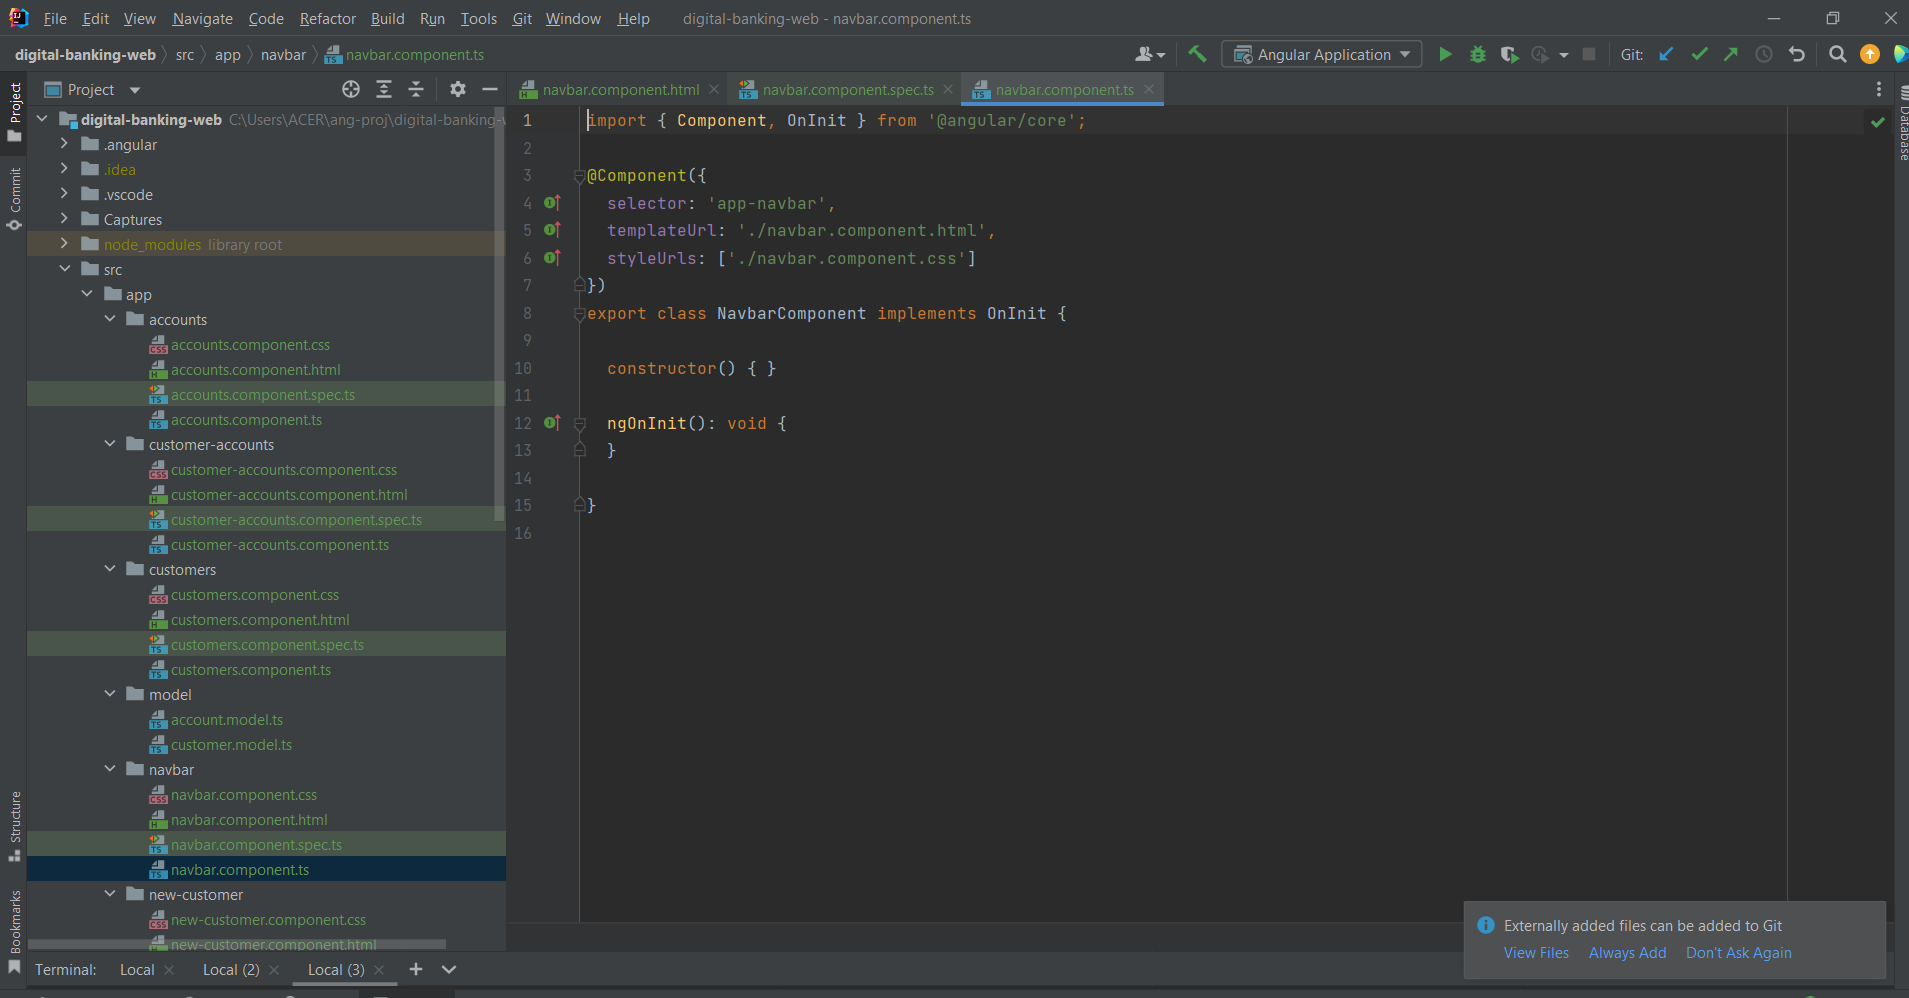 File Edit View Navigate Code Refactor Build Run Tools Git Window Help digital-banking-web - navbar.component.ts
digital-banking-web src app navbar navbar.component.ts
Angular Application Git:
Project
Commit
Structure
Bookmarks
Database
Project
navbar.component.html navbar.component.spec.ts navbar.component.ts
digital-banking-web C:\Users\ACER\ang-proj\digital-banking-
.angular
.idea
.vscode
Captures
node_modules library root
src
app
accounts
accounts.component.css
accounts.component.html
accounts.component.spec.ts
accounts.component.ts
customer-accounts
customer-accounts.component.css
customer-accounts.component.html
customer-accounts.component.spec.ts
customer-accounts.component.ts
customers
customers.component.css
customers.component.html
customers.component.spec.ts
customers.component.ts
model
account.model.ts
customer.model.ts
navbar
navbar.component.css
navbar.component.html
navbar.component.spec.ts
navbar.component.ts
new-customer
new-customer.component.css
new-customer.component.html
1 import { Component, OnInit } from '@angular/core';
2
3 @Component({
4 selector: 'app-navbar',
5 templateUrl: './navbar.component.html',
6 styleUrls: ['./navbar.component.css']
7 })
8 export class NavbarComponent implements OnInit {
9
10 constructor() { }
11
12 ngOnInit(): void {
13 }
14
15 }
16
Externally added files can be added to Git
View Files Always Add Don't Ask Again
Terminal: Local Local (2) Local (3)